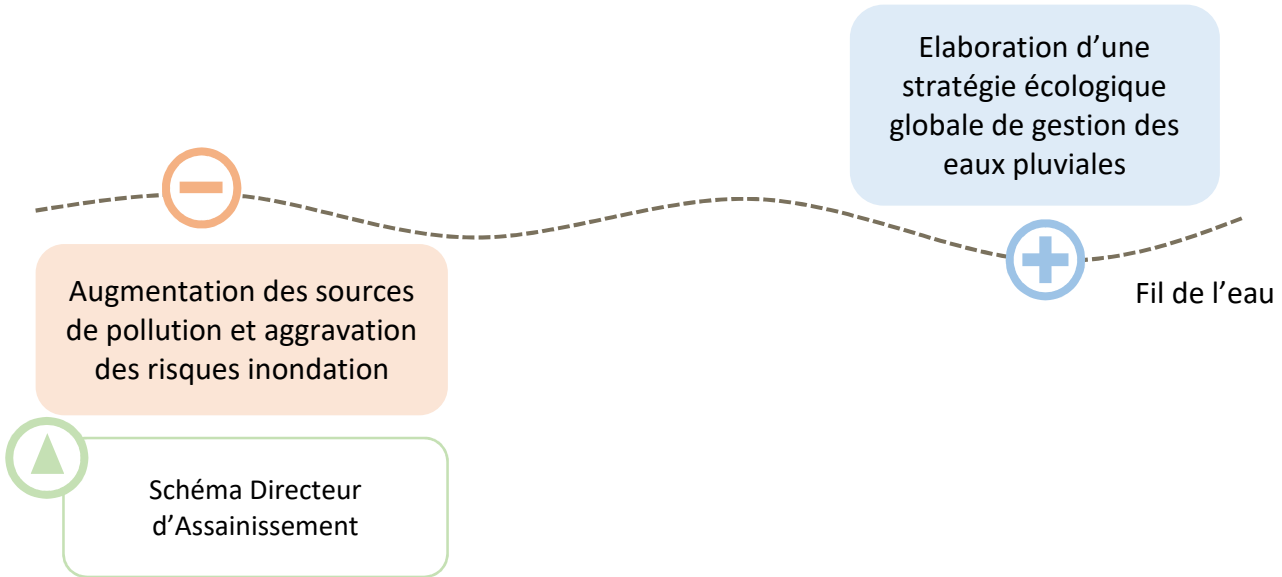 Elaboration d’une
stratégie écologique
globale de gestion des
eaux pluviales
Augmentation des sources
de pollution et aggravation
des risques inondation
Fil de l’eau
Schéma Directeur
d’Assainissement